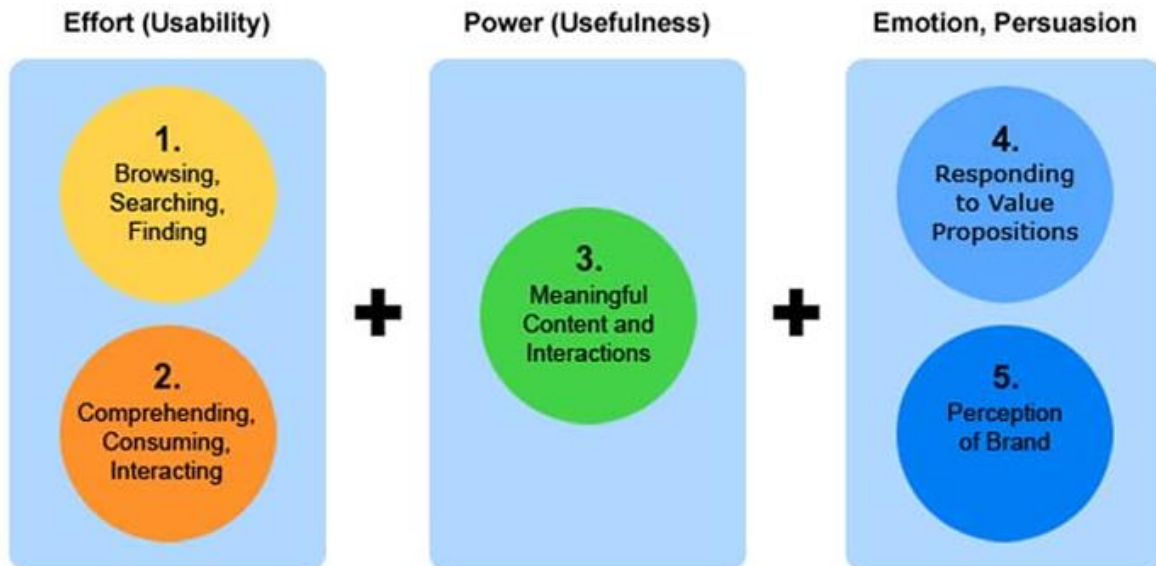 Effort (Usability)
1.
Browsing,
Searching,
Finding
2.
Comprehending,
Consuming,
Interacting
Power (Usefulness)
3.
Meaningful
Content and
Interactions
Emotion, Persuasion
4.
Responding
to Value
Propositions
5.
Perception
of Brand